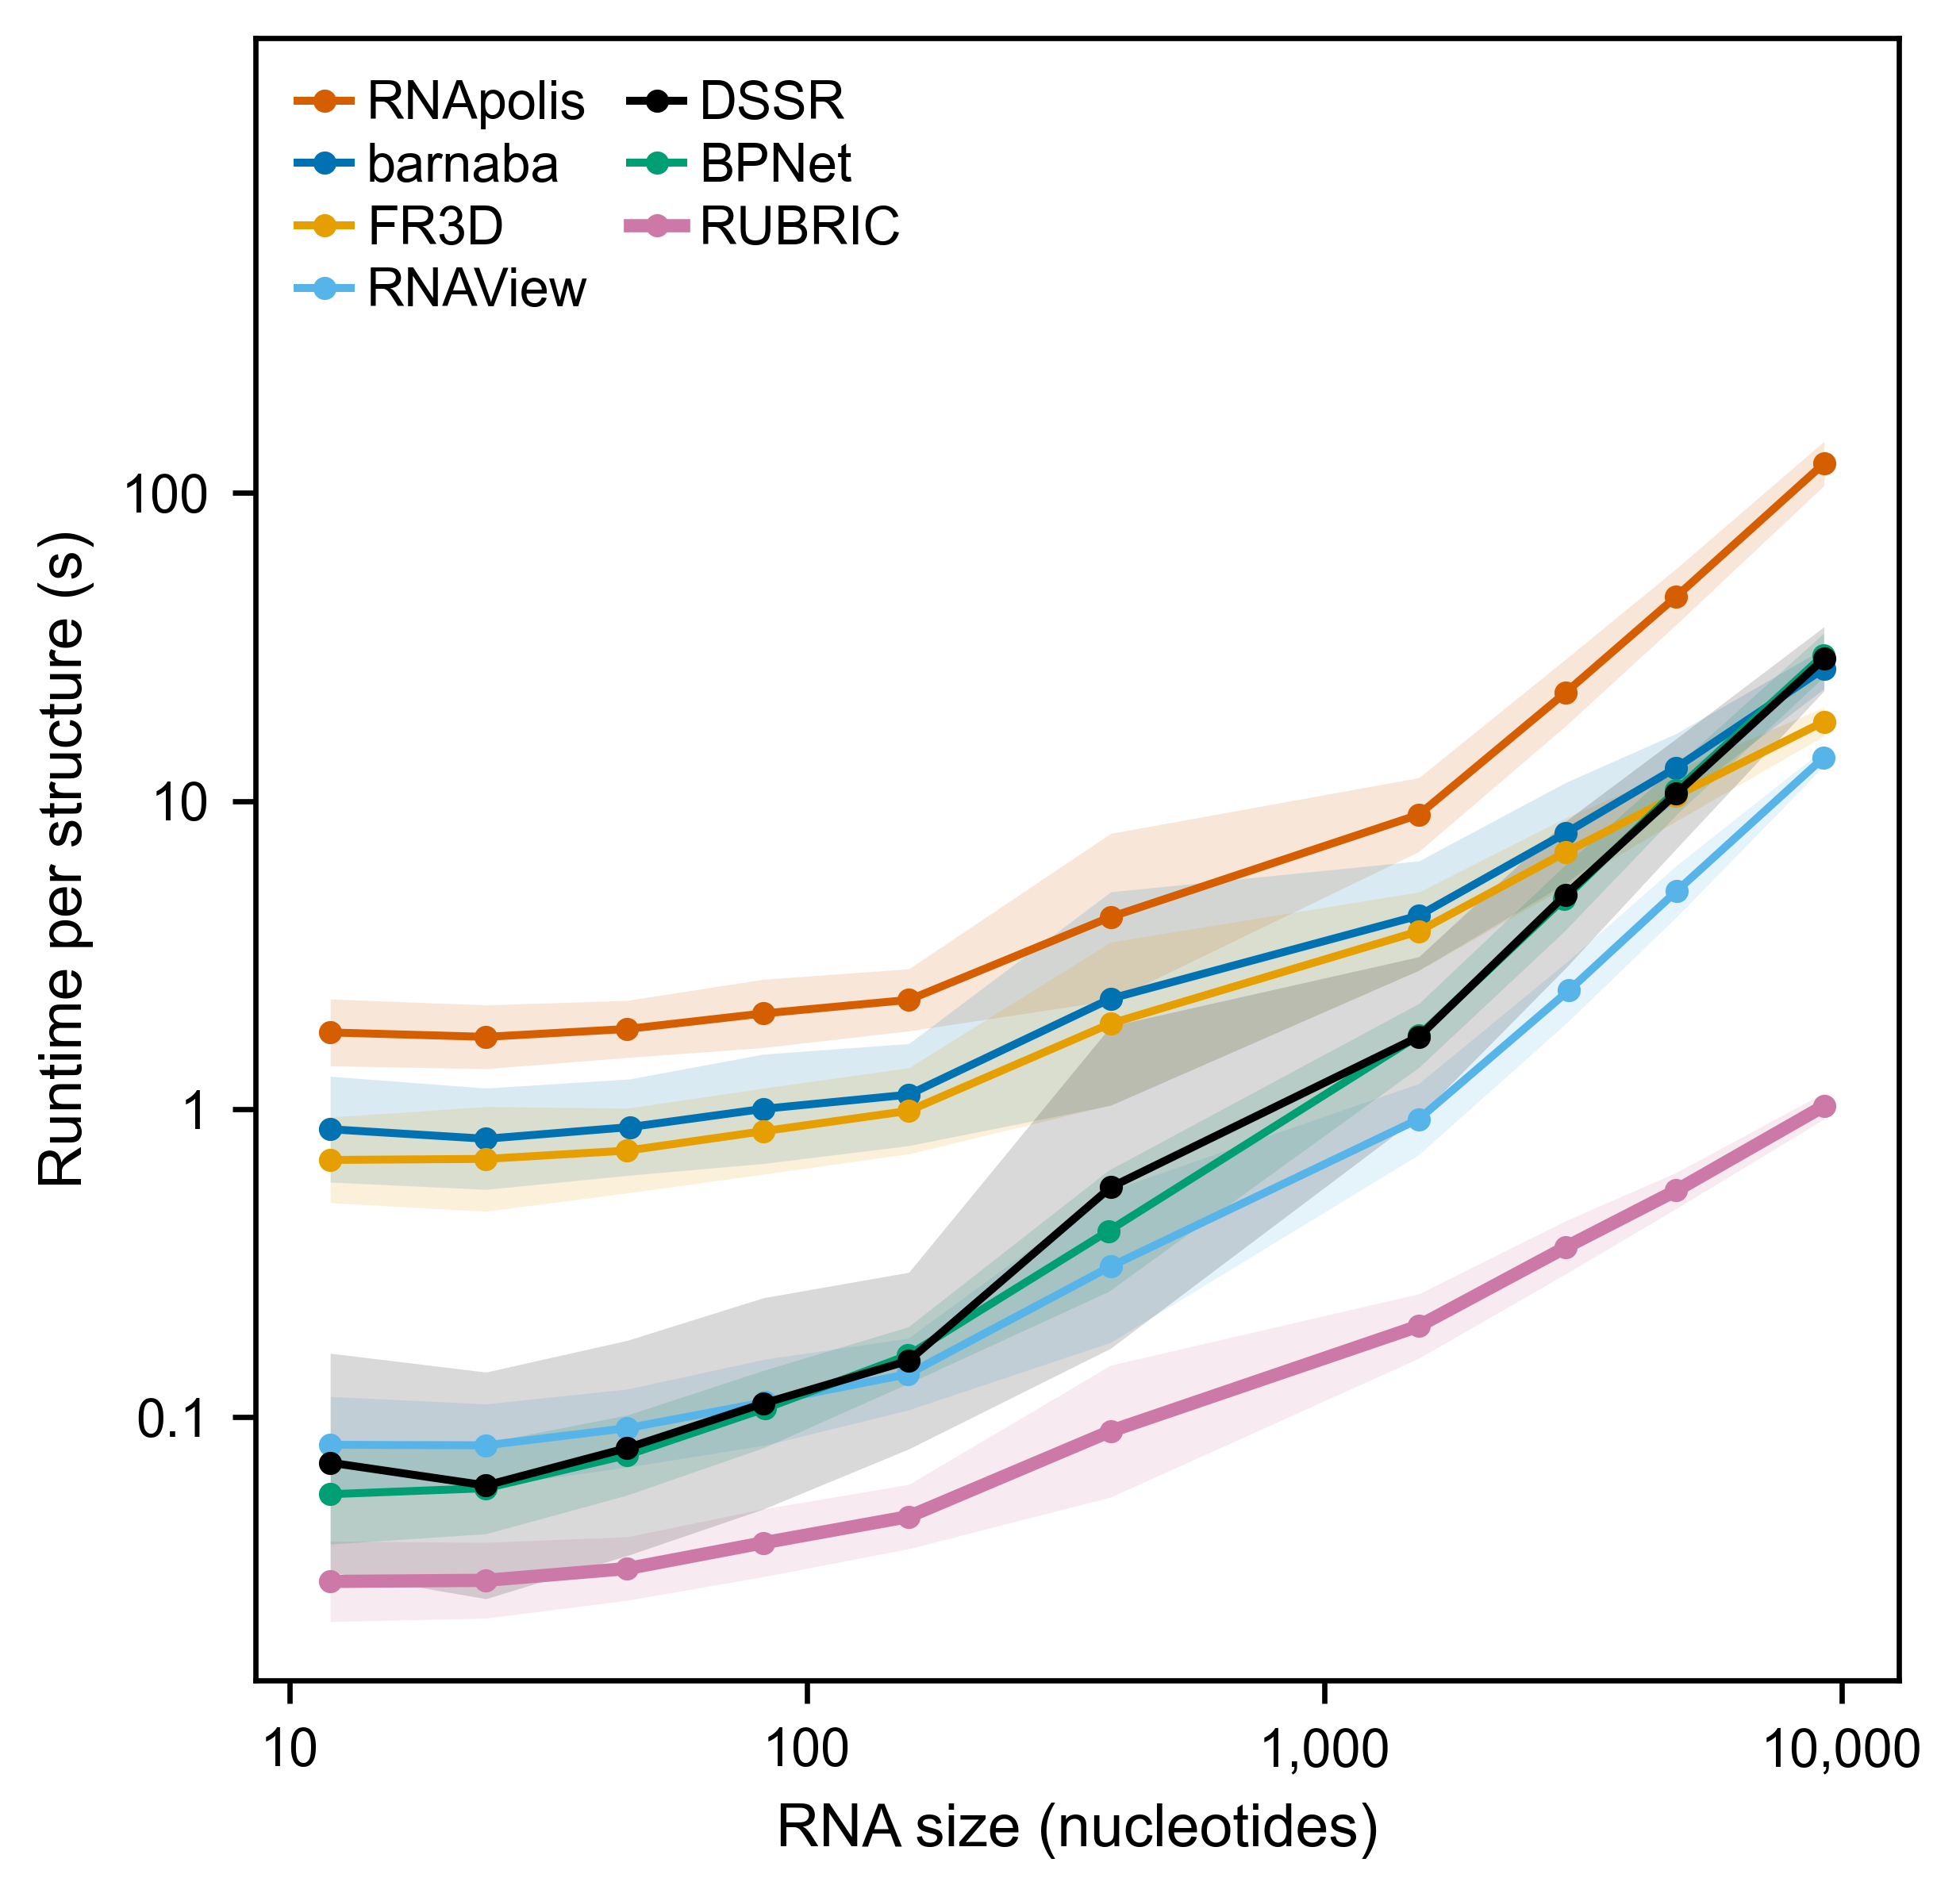 RNApolis
barnaba
FR3D
RNAView
DSSR
BPNet
RUBRIC
Runtime per structure (s)
100
10
1
0.1
10
100
1,000
10,000
RNA size (nucleotides)